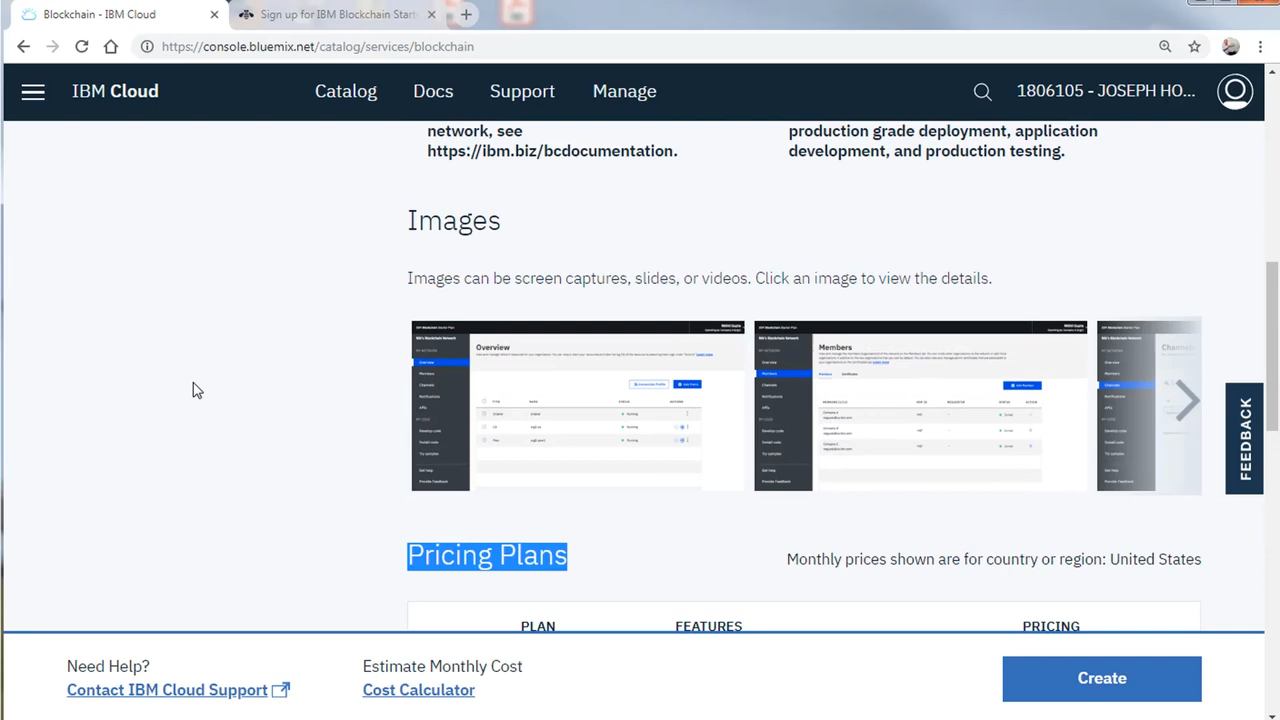 Blockchain - IBM Cloud
Sign up for IBM Blockchain Start
https://console.bluemix.net/catalog/services/blockchain
IBM Cloud
Catalog
Docs
Support
Manage
1806105 - JOSEPH HO...
network, see
https://ibm.biz/bcdocumentation.
production grade deployment, application
development, and production testing.
Images
Images can be screen captures, slides, or videos. Click an image to view the details.
Overview
Members
Channels
FEEDBACK
Pricing Plans
Monthly prices shown are for country or region: United States
PLAN
FEATURES
PRICING
Need Help?
Contact IBM Cloud Support
Estimate Monthly Cost
Cost Calculator
Create